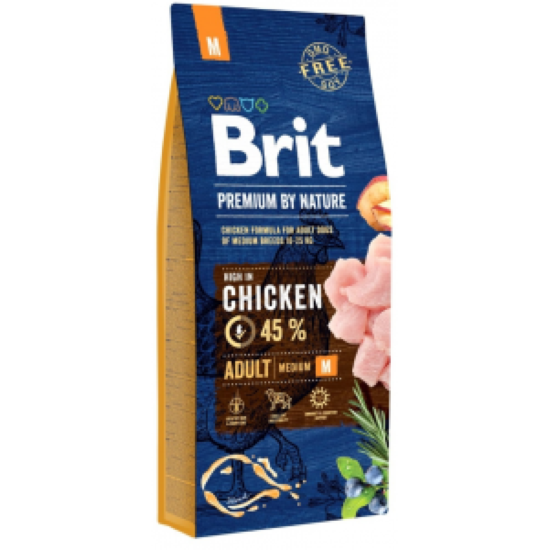 M
GMO
FREE
SOY
Brit
PREMIUM BY NATURE
CHICKEN FORMULA FOR ADULT DOGS
OF MEDIUM BREEDS 10-25 KG
HIGH IN
CHICKEN
45 %
ADULT | MEDIUM M